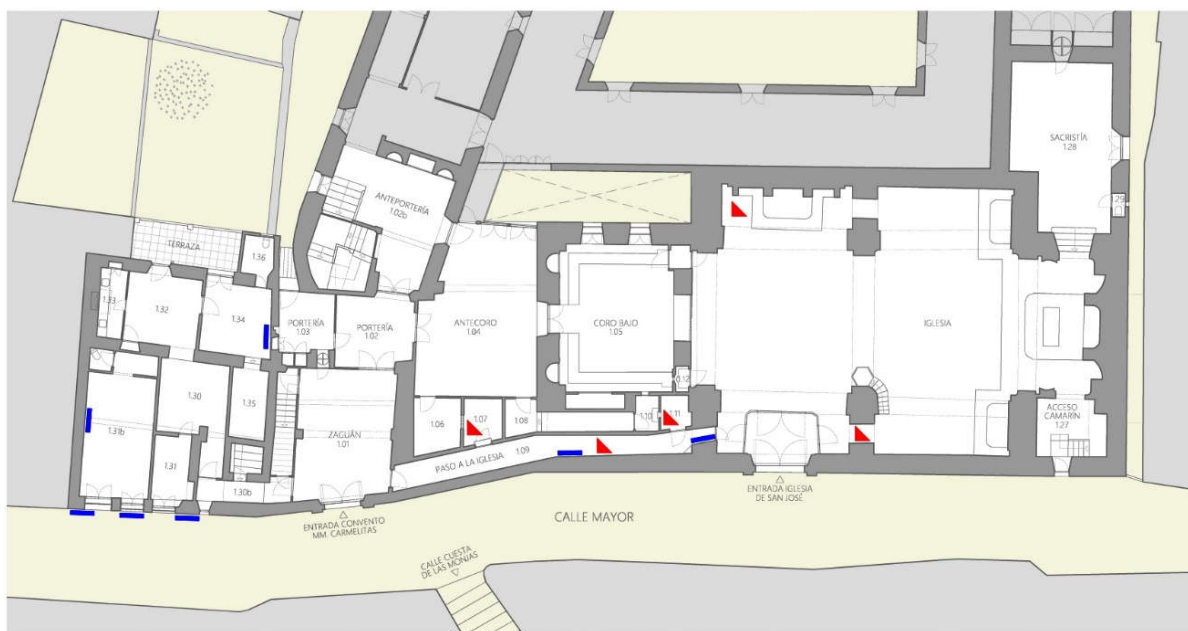 SACRISTÍA
1.28
1.29
ANTEPORTERÍA
1.02b
TERRAZA
1.36
1.33
1.32
1.34
PORTERÍA
1.03
PORTERÍA
1.02
ANTECORO
1.04
CORO BAJO
1.05
IGLESIA
0.12
1.30
1.35
1.31b
1.31
1.30b
ZAGUÁN
1.01
1.06
1.07
1.08
1.10
1.11
PASO A LA IGLESIA 1.09
ACCESO
CAMARÍN
1.27
ENTRADA CONVENTO
MM. CARMELITAS
ENTRADA IGLESIA
DE SAN JOSÉ
CALLE MAYOR
CALLE CUESTA
DE LAS MONJAS